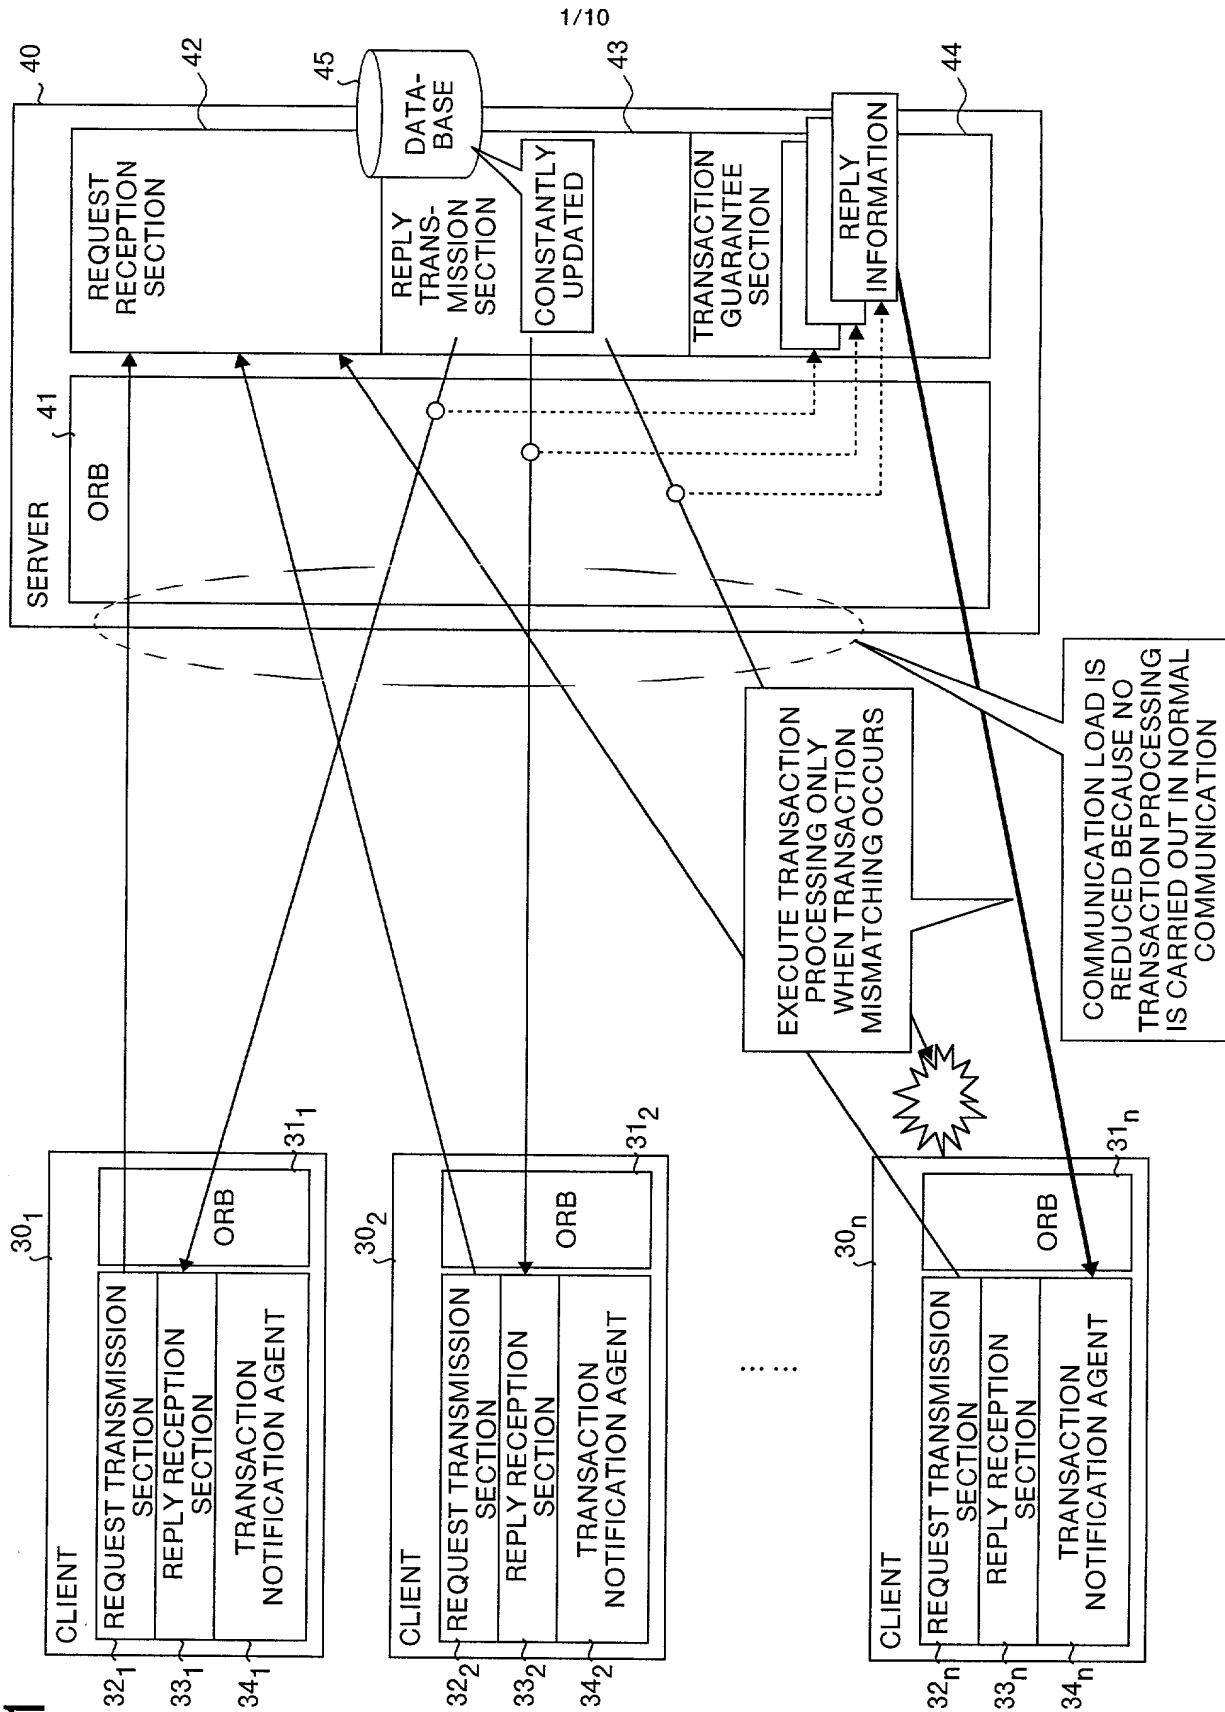 1/10
1
SERVER
40
41
ORB
42
REQUEST
RECEPTION
SECTION
45
DATA-
BASE
REPLY
TRANS-
MISSION
SECTION
CONSTANTLY
UPDATED
43
TRANSACTION
GUARANTEE
SECTION
REPLY
INFORMATION
44
EXECUTE TRANSACTION
PROCESSING ONLY
WHEN TRANSACTION
MISMATCHING OCCURS
COMMUNICATION LOAD IS
REDUCED BECAUSE NO
TRANSACTION PROCESSING
IS CARRIED OUT IN NORMAL
COMMUNICATION
CLIENT
30₁
31₁
ORB
32₁
REQUEST TRANSMISSION
SECTION
33₁
REPLY RECEPTION
SECTION
34₁
TRANSACTION
NOTIFICATION AGENT
CLIENT
30₂
31₂
ORB
32₂
REQUEST TRANSMISSION
SECTION
33₂
REPLY RECEPTION
SECTION
34₂
TRANSACTION
NOTIFICATION AGENT
......
CLIENT
30ₙ
31ₙ
ORB
32ₙ
REQUEST TRANSMISSION
SECTION
33ₙ
REPLY RECEPTION
SECTION
34ₙ
TRANSACTION
NOTIFICATION AGENT